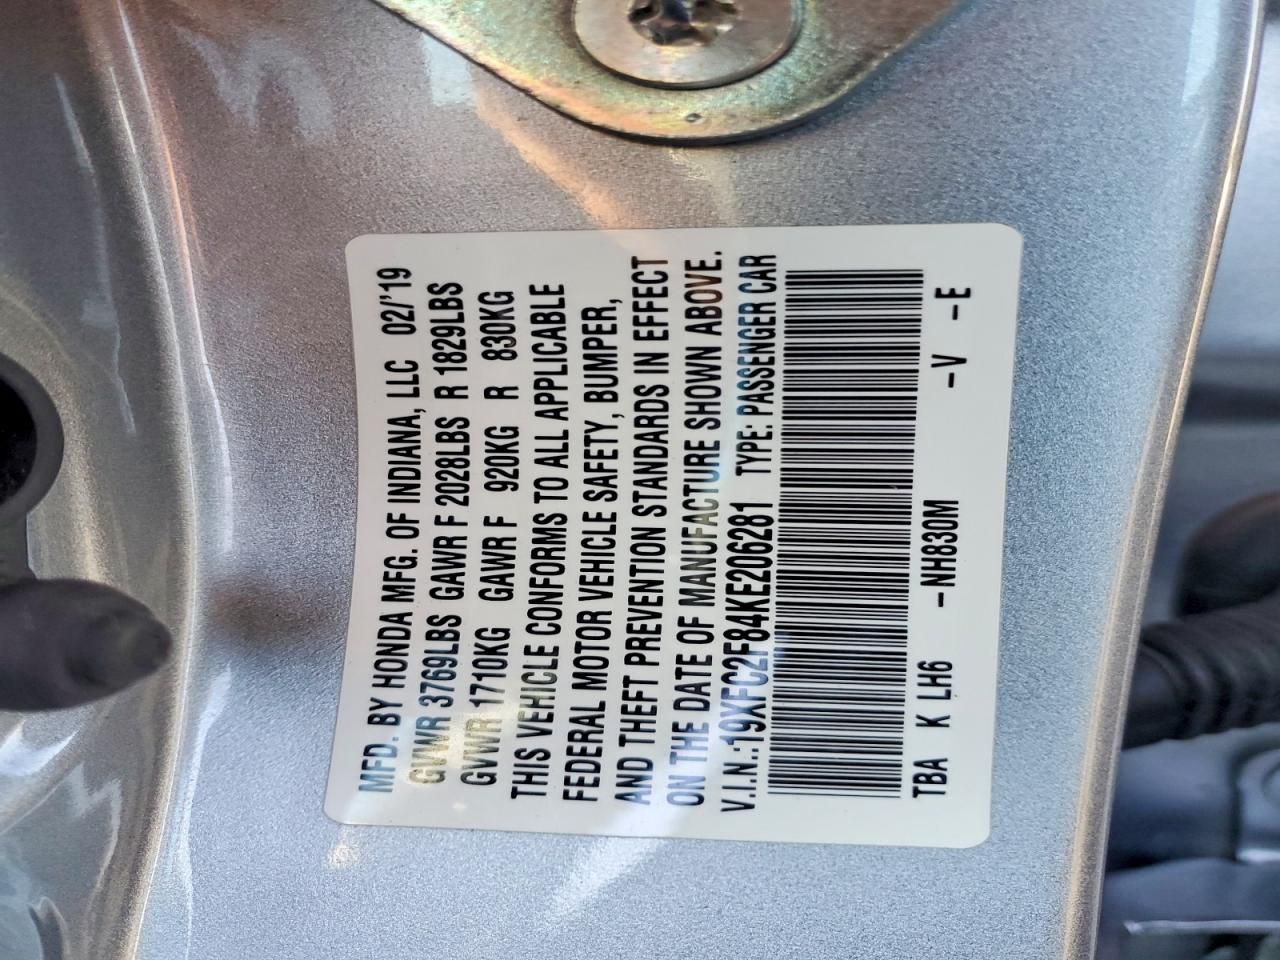 MFD. BY HONDA MFG. OF INDIANA, LLC 02/'19
GVWR 3769LBS GAWR F 2028LBS R 1829LBS
GVWR 1710KG GAWR F 920KG R 830KG
THIS VEHICLE CONFORMS TO ALL APPLICABLE
FEDERAL MOTOR VEHICLE SAFETY, BUMPER,
AND THEFT PREVENTION STANDARDS IN EFFECT
ON THE DATE OF MANUFACTURE SHOWN ABOVE.
V.I.N.:19XFC2F84KE206281 TYPE: PASSENGER CAR
TBA K LH6 -NH830M -V -E